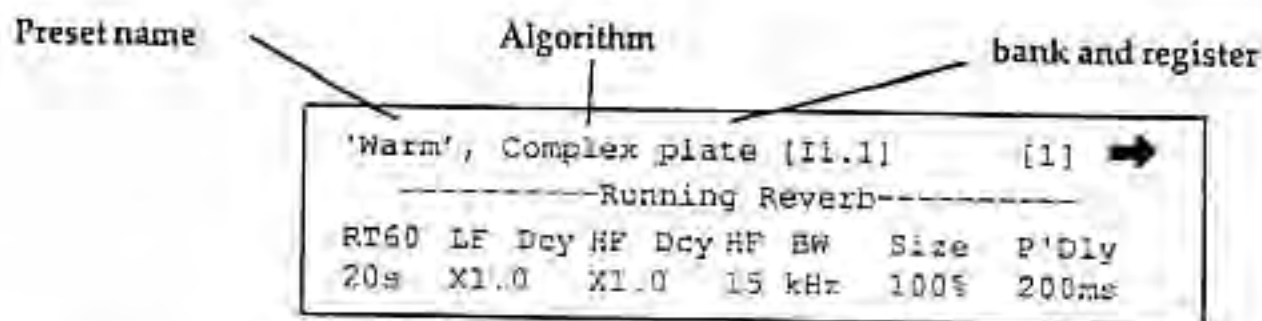 Preset name
Algorithm
bank and register
'Warm', Complex plate [Ii.1] [1]
----------Running Reverb----------
RT60 LF Dcy HF Dcy HF BW Size P'Dly
20s X1.0 X1.0 15 kHz 100% 200ms